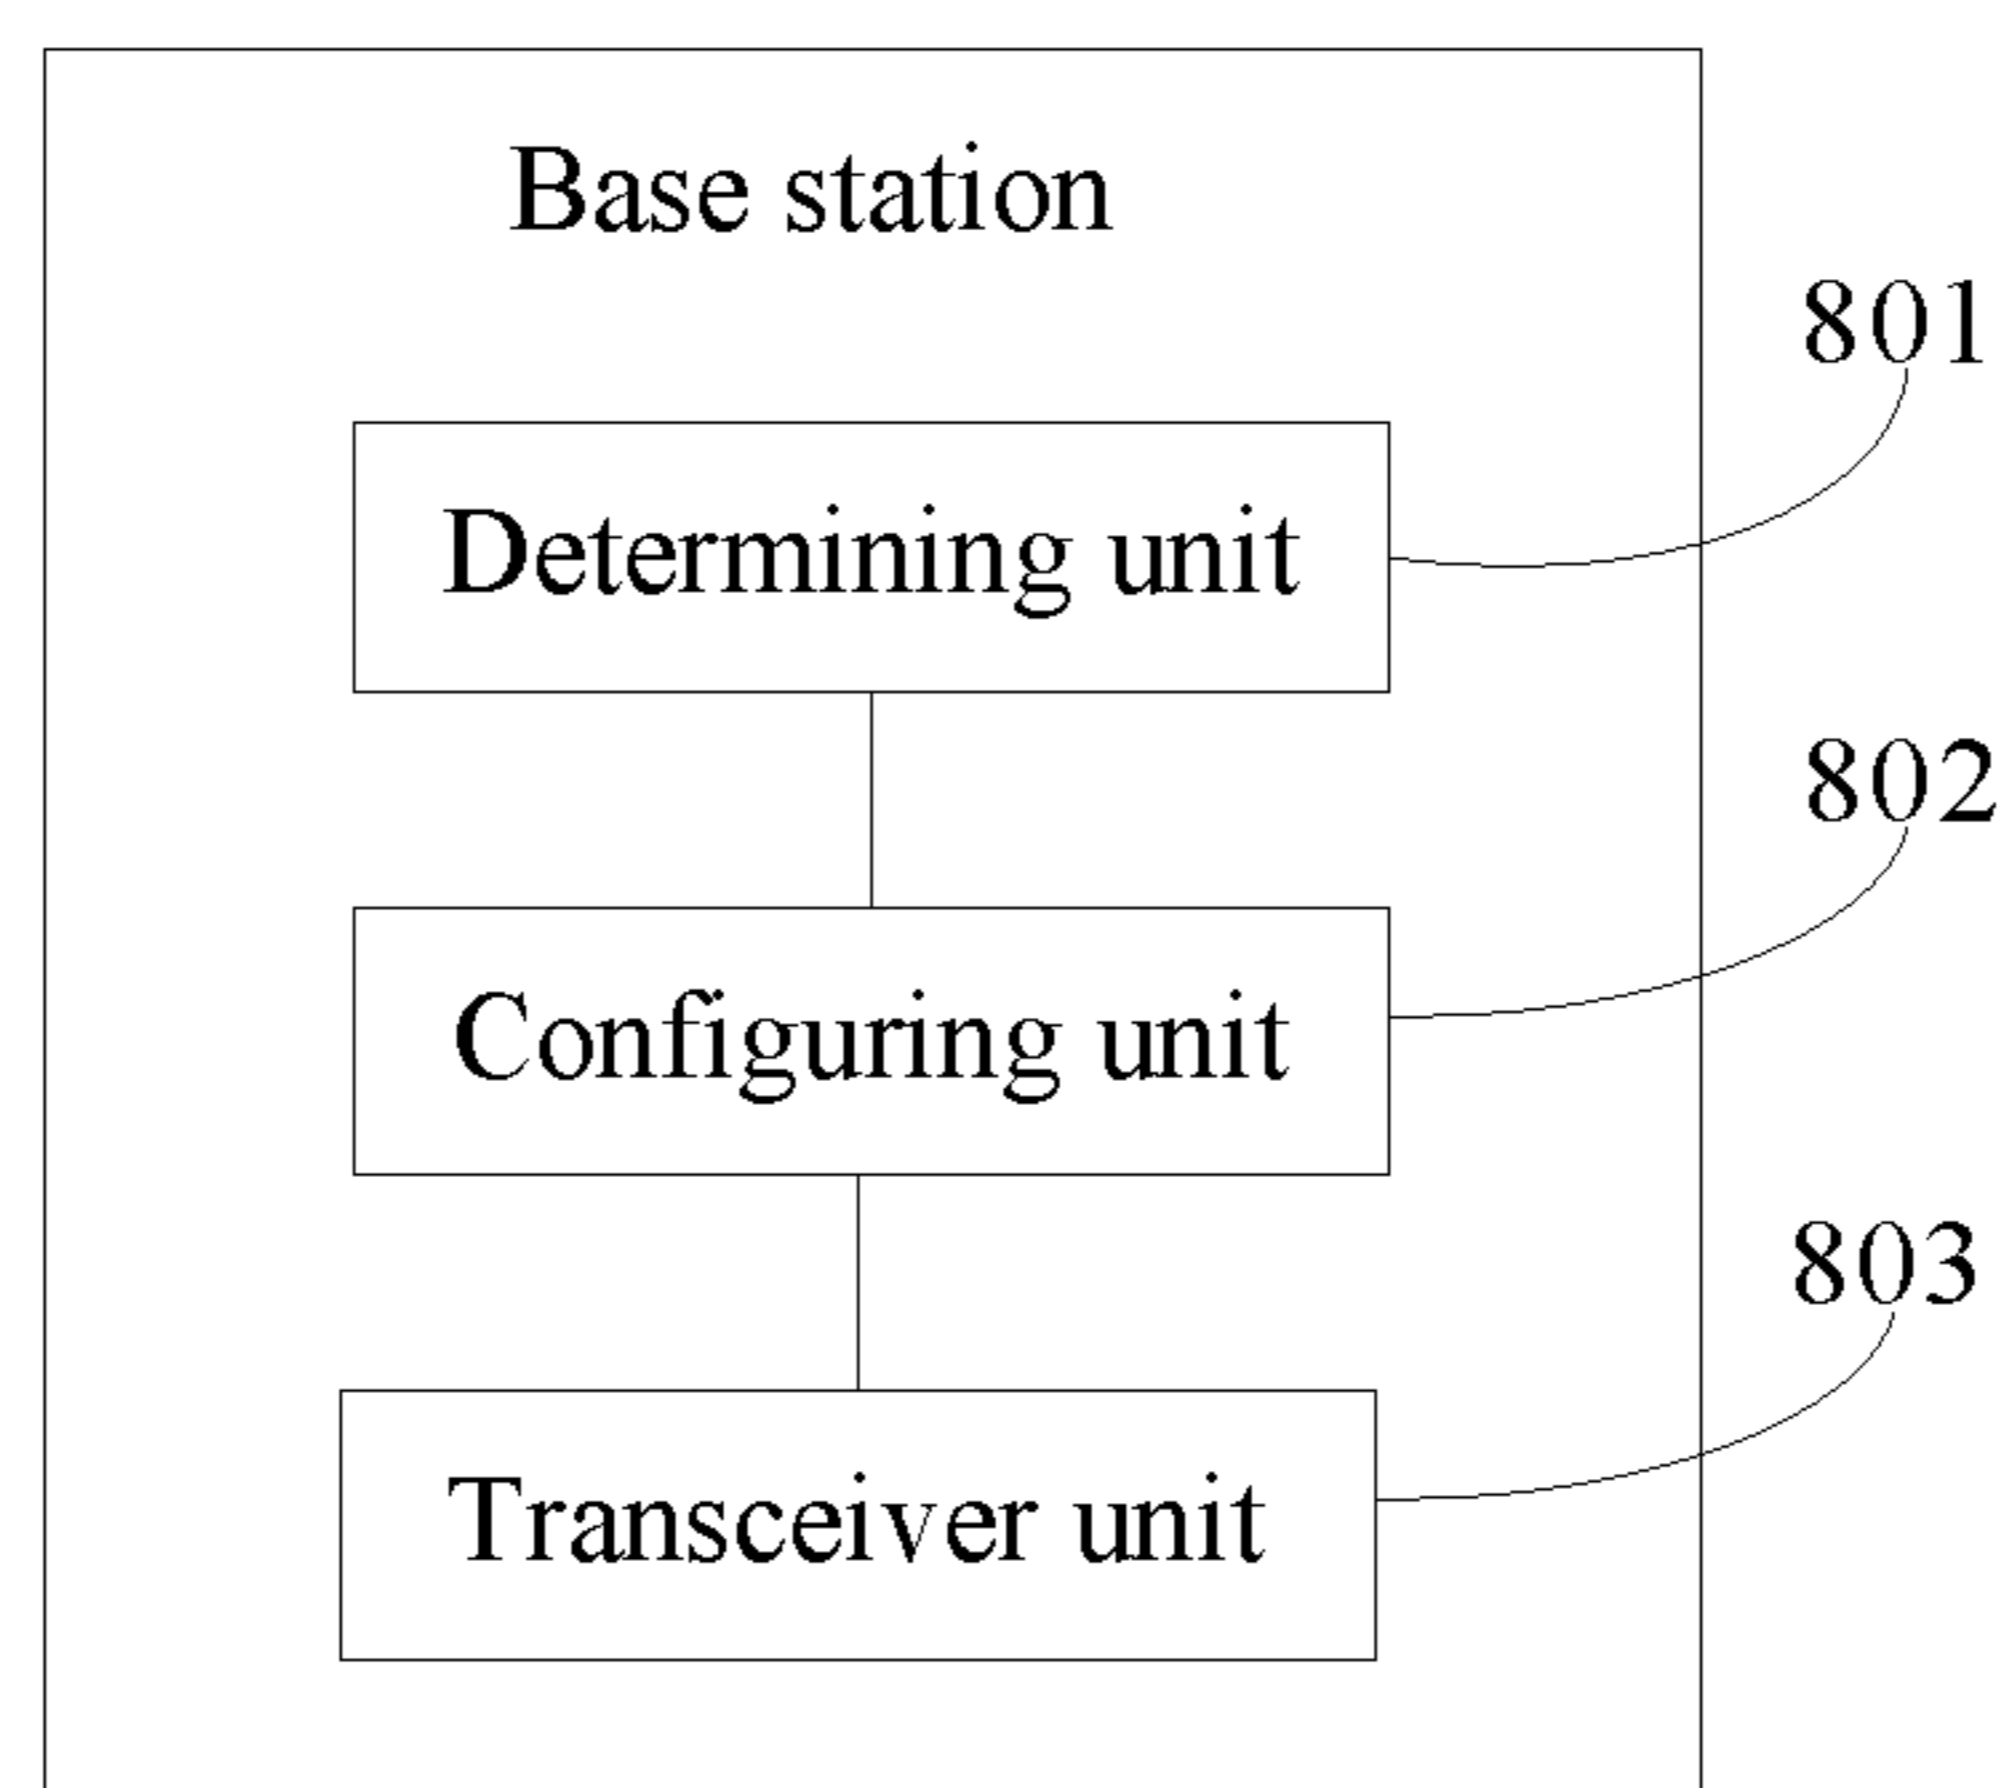 Base station
801
Determining unit
802
Configuring unit
803
Transceiver unit